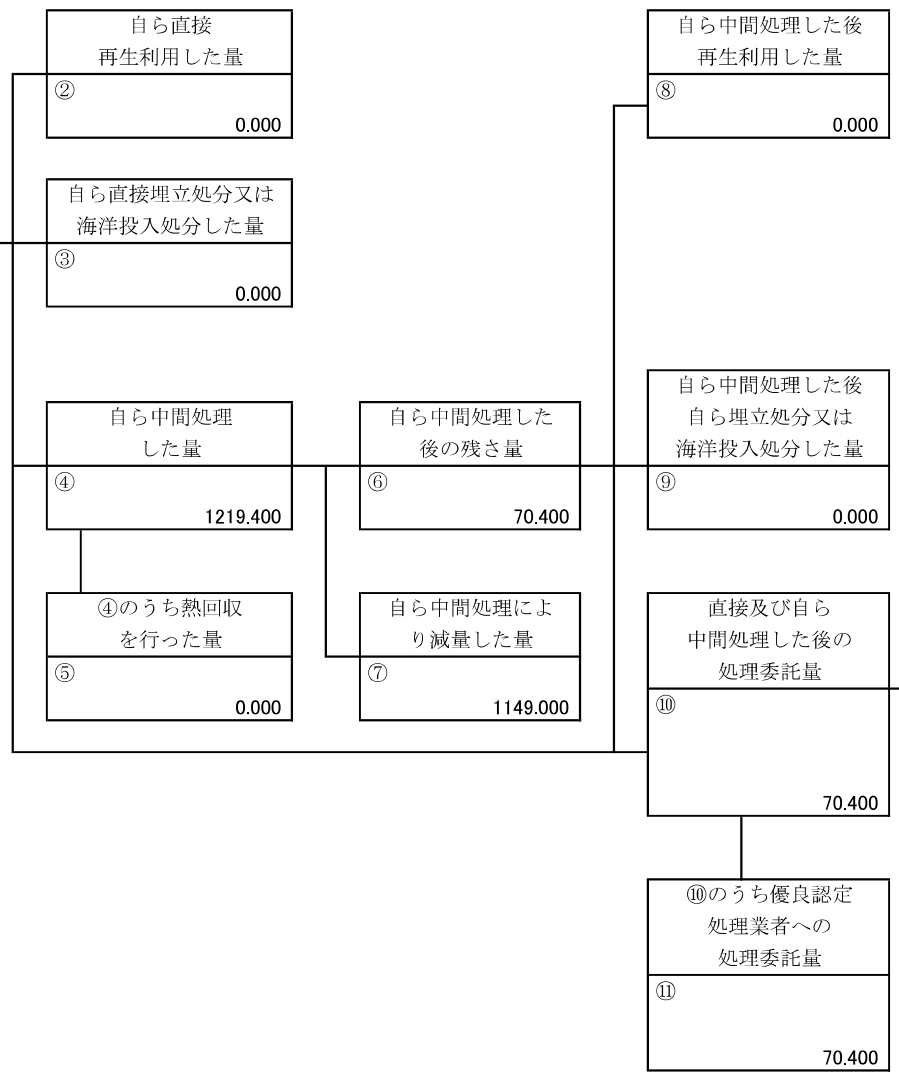 自ら直接
再生利用した量
②
0.000
自ら中間処理した後
再生利用した量
⑧
0.000
自ら直接埋立処分又は
海洋投入処分した量
③
0.000
自ら中間処理
した量
④
1219.400
自ら中間処理した
後の残さ量
⑥
70.400
自ら中間処理した後
自ら埋立処分又は
海洋投入処分した量
⑨
0.000
④のうち熱回収
を行った量
⑤
0.000
自ら中間処理によ
り減量した量
⑦
1149.000
直接及び自ら
中間処理した後の
処理委託量
⑩
70.400
⑩のうち優良認定
処理業者への
処理委託量
⑪
70.400